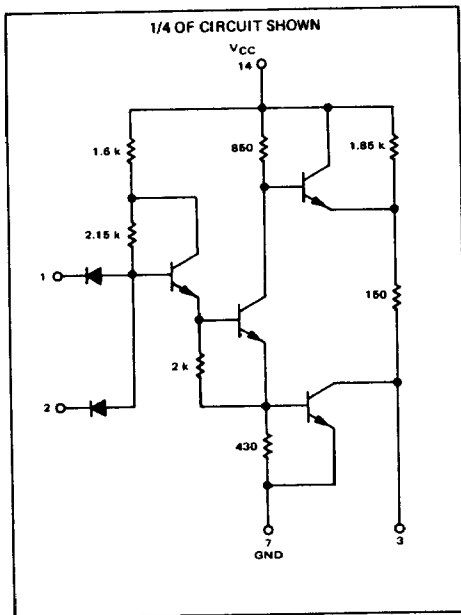 1/4 OF CIRCUIT SHOWN
VCC
14
1.6 k
850
1.85 k
2.15 k
1
150
2 k
2
430
7
GND
3